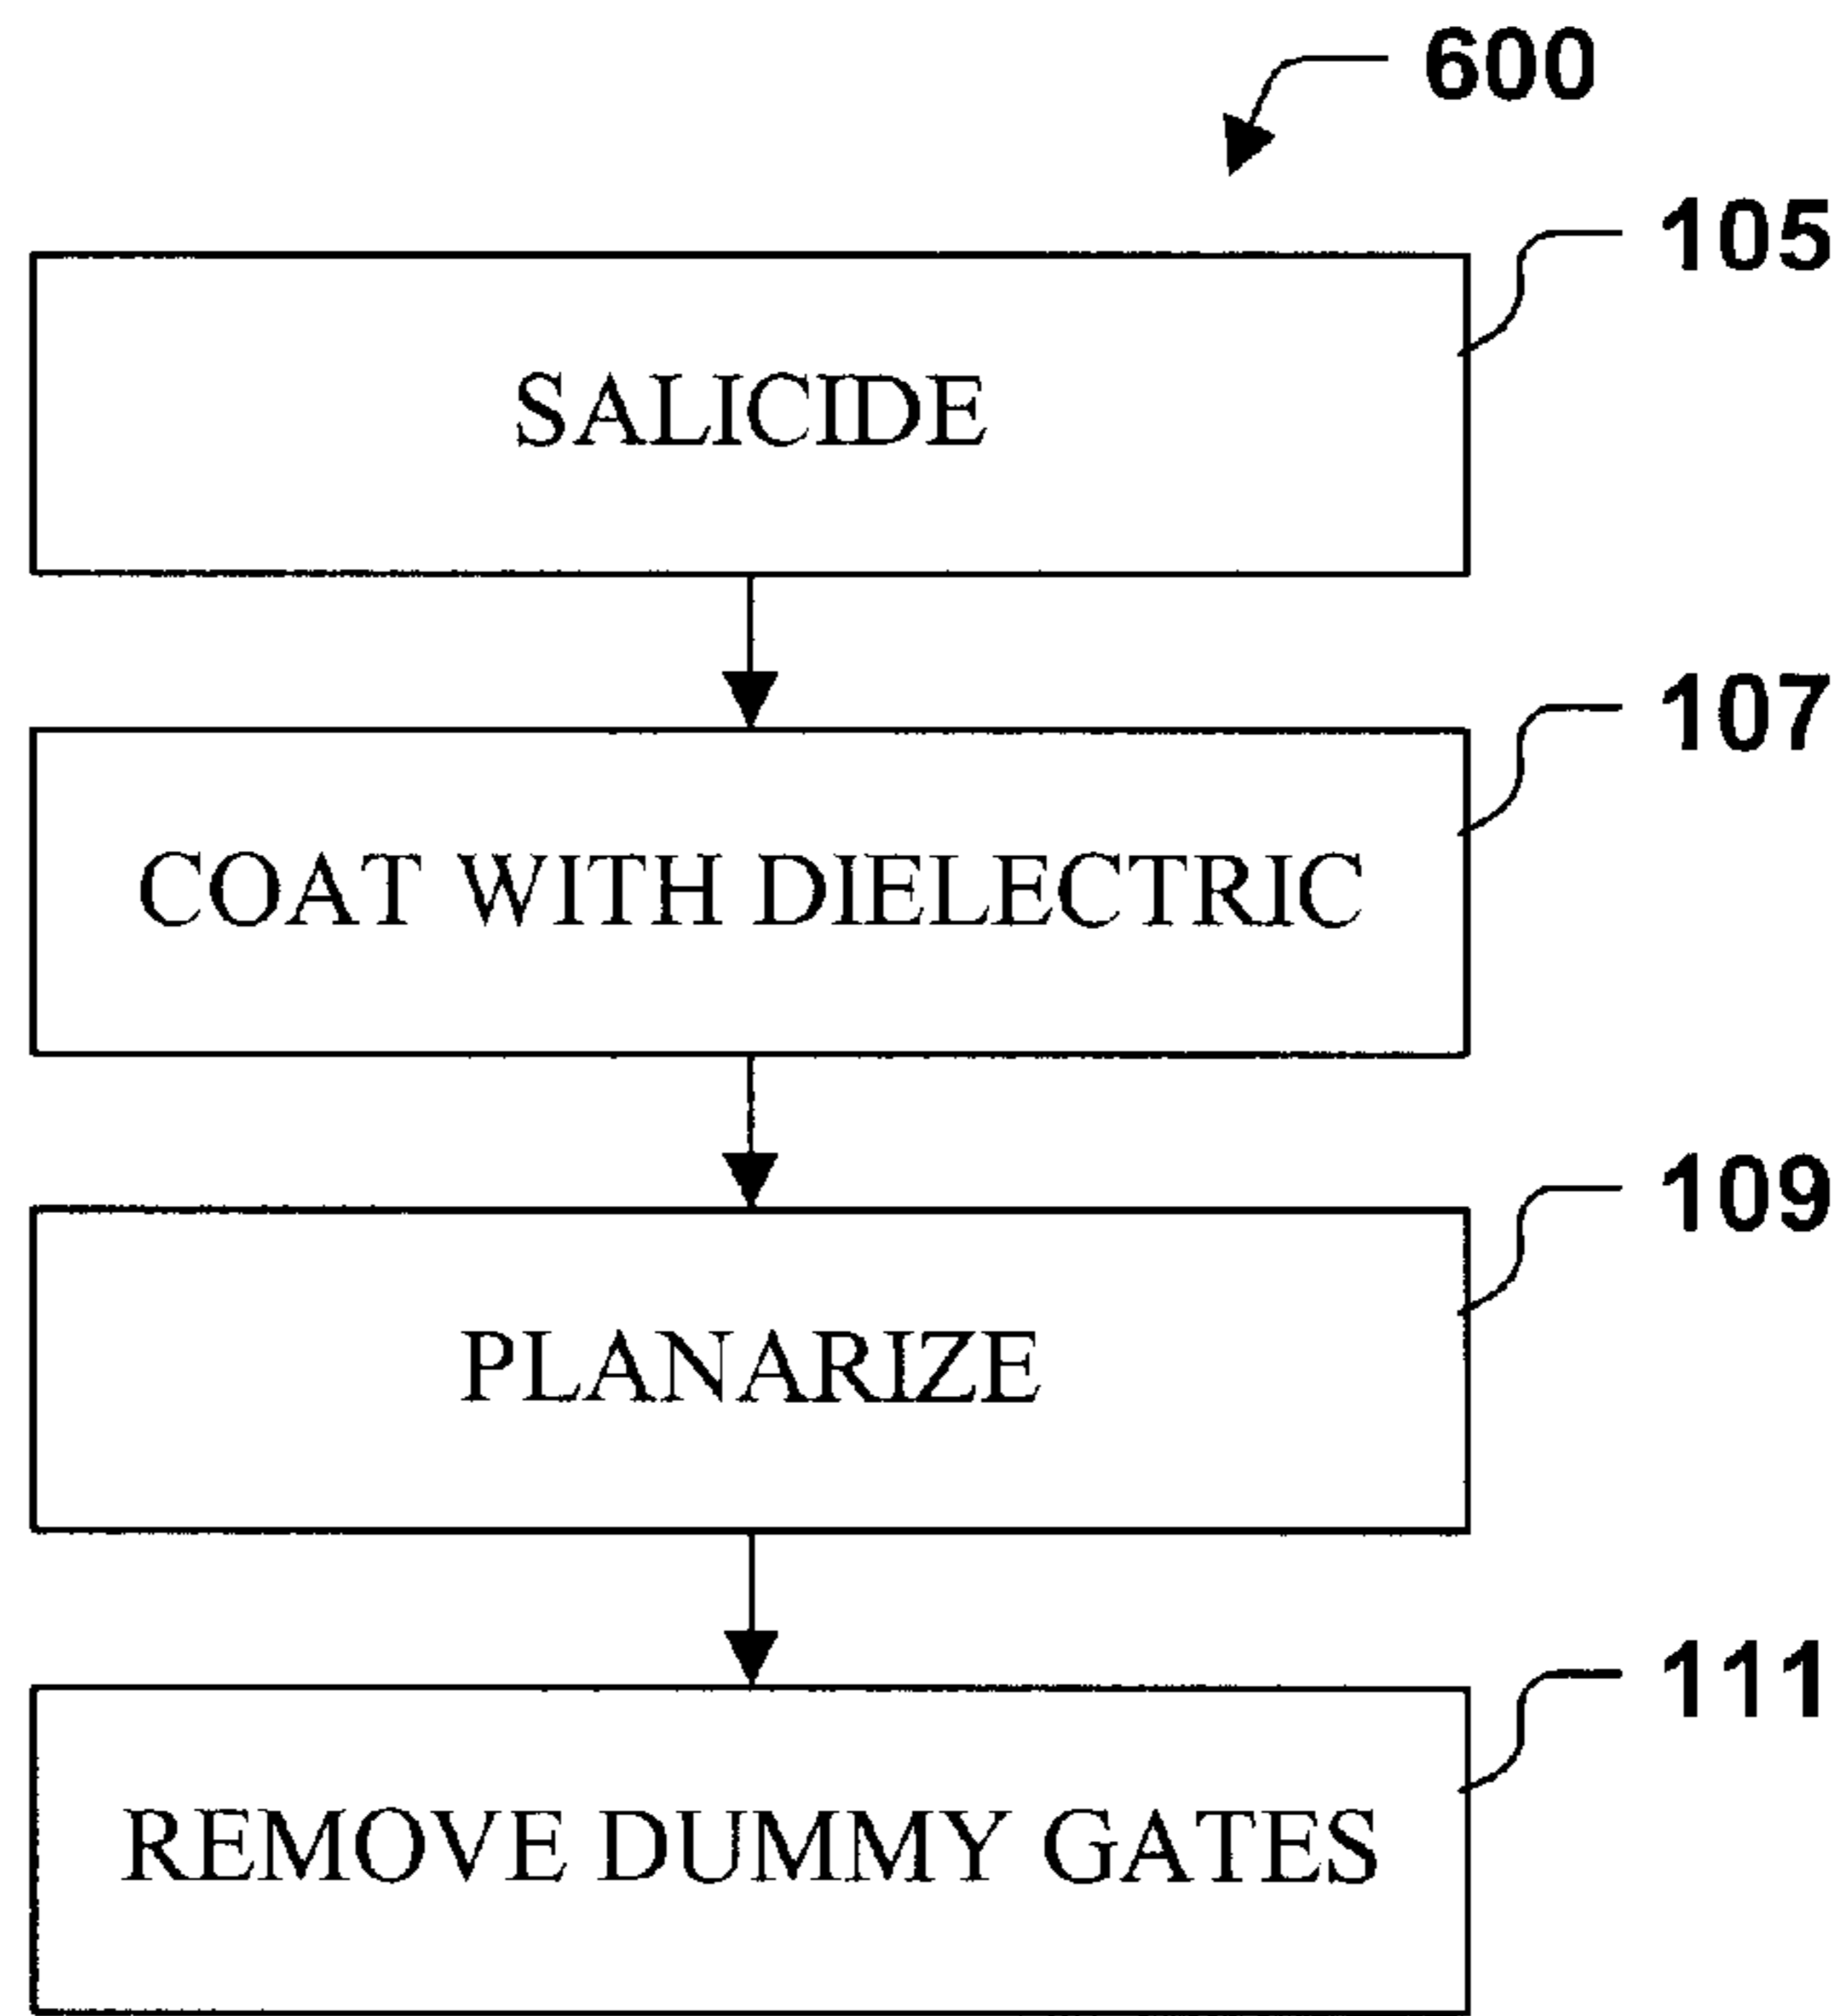 600
105
SALICIDE
107
COAT WITH DIELECTRIC
109
PLANARIZE
111
REMOVE DUMMY GATES